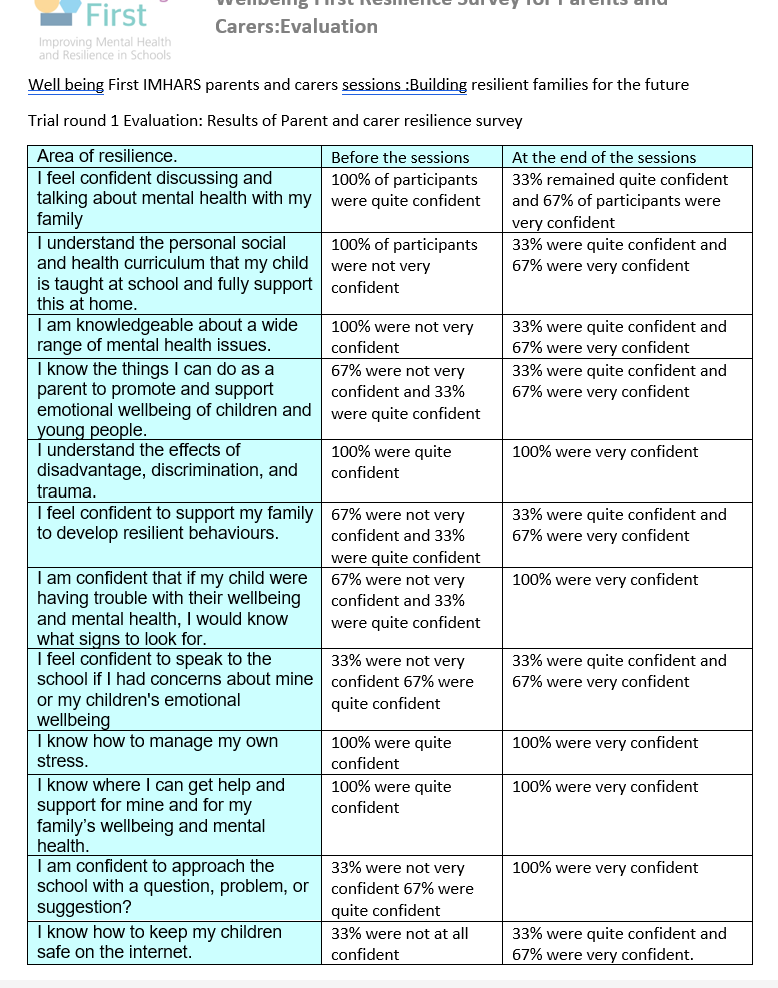 First
Improving Mental Health
and Resilience in Schools
Wellbeing First Resilience Survey for Parents and
Carers:Evaluation
Well being First IMHARS parents and carers sessions :Building resilient families for the future
Trial round 1 Evaluation: Results of Parent and carer resilience survey
Area of resilience.
Before the sessions
At the end of the sessions
I feel confident discussing and
talking about mental health with my
family
100% of participants
were quite confident
33% remained quite confident
and 67% of participants were
very confident
I understand the personal social
and health curriculum that my child
is taught at school and fully support
this at home.
100% of participants
were not very
confident
33% were quite confident and
67% were very confident
I am knowledgeable about a wide
range of mental health issues.
100% were not very
confident
33% were quite confident and
67% were very confident
I know the things I can do as a
parent to promote and support
emotional wellbeing of children and
young people.
67% were not very
confident and 33%
were quite confident
33% were quite confident and
67% were very confident
I understand the effects of
disadvantage, discrimination, and
trauma.
100% were quite
confident
100% were very confident
I feel confident to support my family
to develop resilient behaviours.
67% were not very
confident and 33%
were quite confident
33% were quite confident and
67% were very confident
I am confident that if my child were
having trouble with their wellbeing
and mental health, I would know
what signs to look for.
67% were not very
confident and 33%
were quite confident
100% were very confident
I feel confident to speak to the
school if I had concerns about mine
or my children's emotional
wellbeing
33% were not very
confident 67% were
quite confident
33% were quite confident and
67% were very confident
I know how to manage my own
stress.
100% were quite
confident
100% were very confident
I know where I can get help and
support for mine and for my
family's wellbeing and mental
health.
100% were quite
confident
100% were very confident
I am confident to approach the
school with a question, problem, or
suggestion?
33% were not very
confident 67% were
quite confident
100% were very confident
I know how to keep my children
safe on the internet.
33% were not at all
confident
33% were quite confident and
67% were very confident.